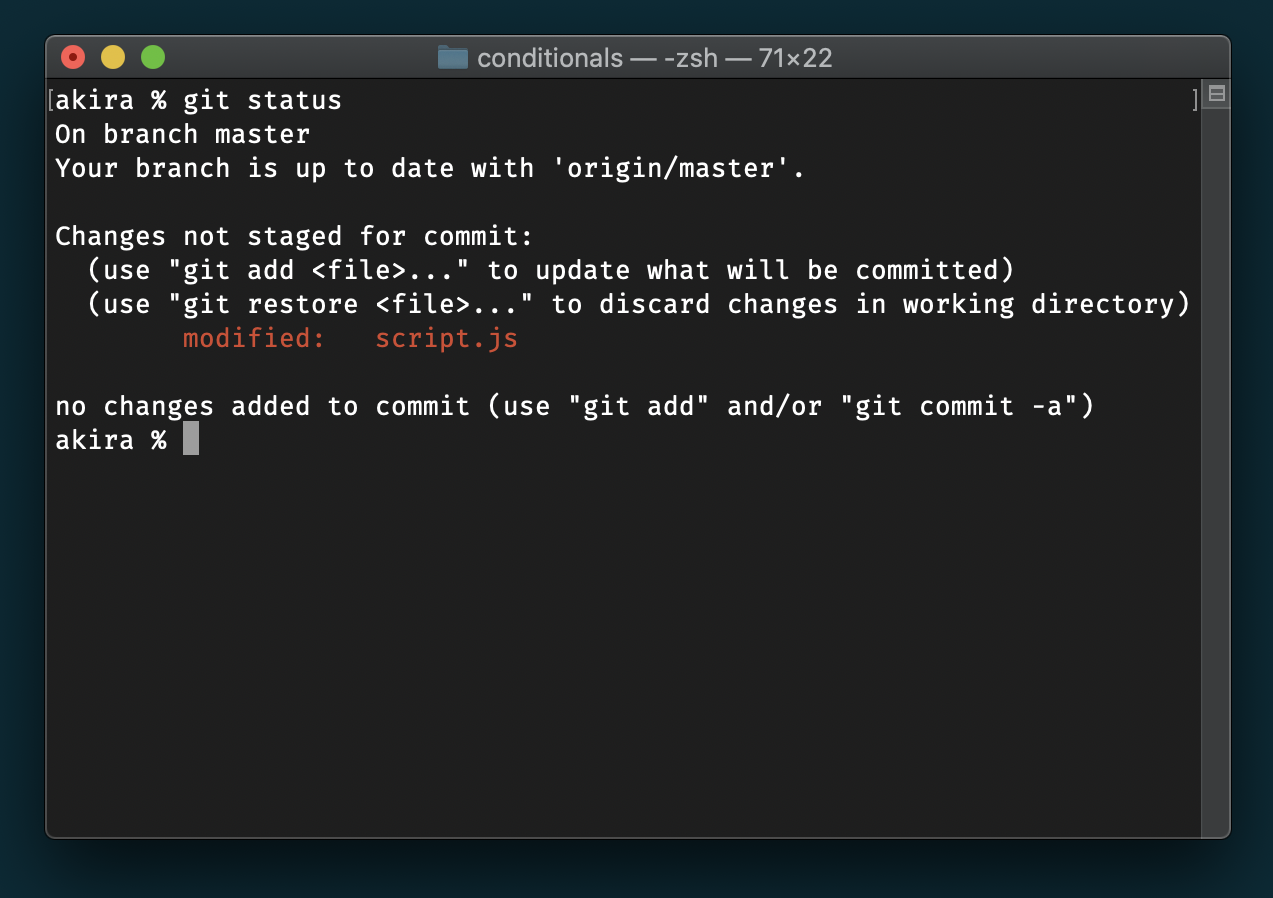 conditionals — -zsh — 71×22
[akira % git status ]
On branch master
Your branch is up to date with 'origin/master'.
Changes not staged for commit:
  (use "git add <file>..." to update what will be committed)
  (use "git restore <file>..." to discard changes in working directory)
        modified:   script.js
no changes added to commit (use "git add" and/or "git commit -a")
akira %